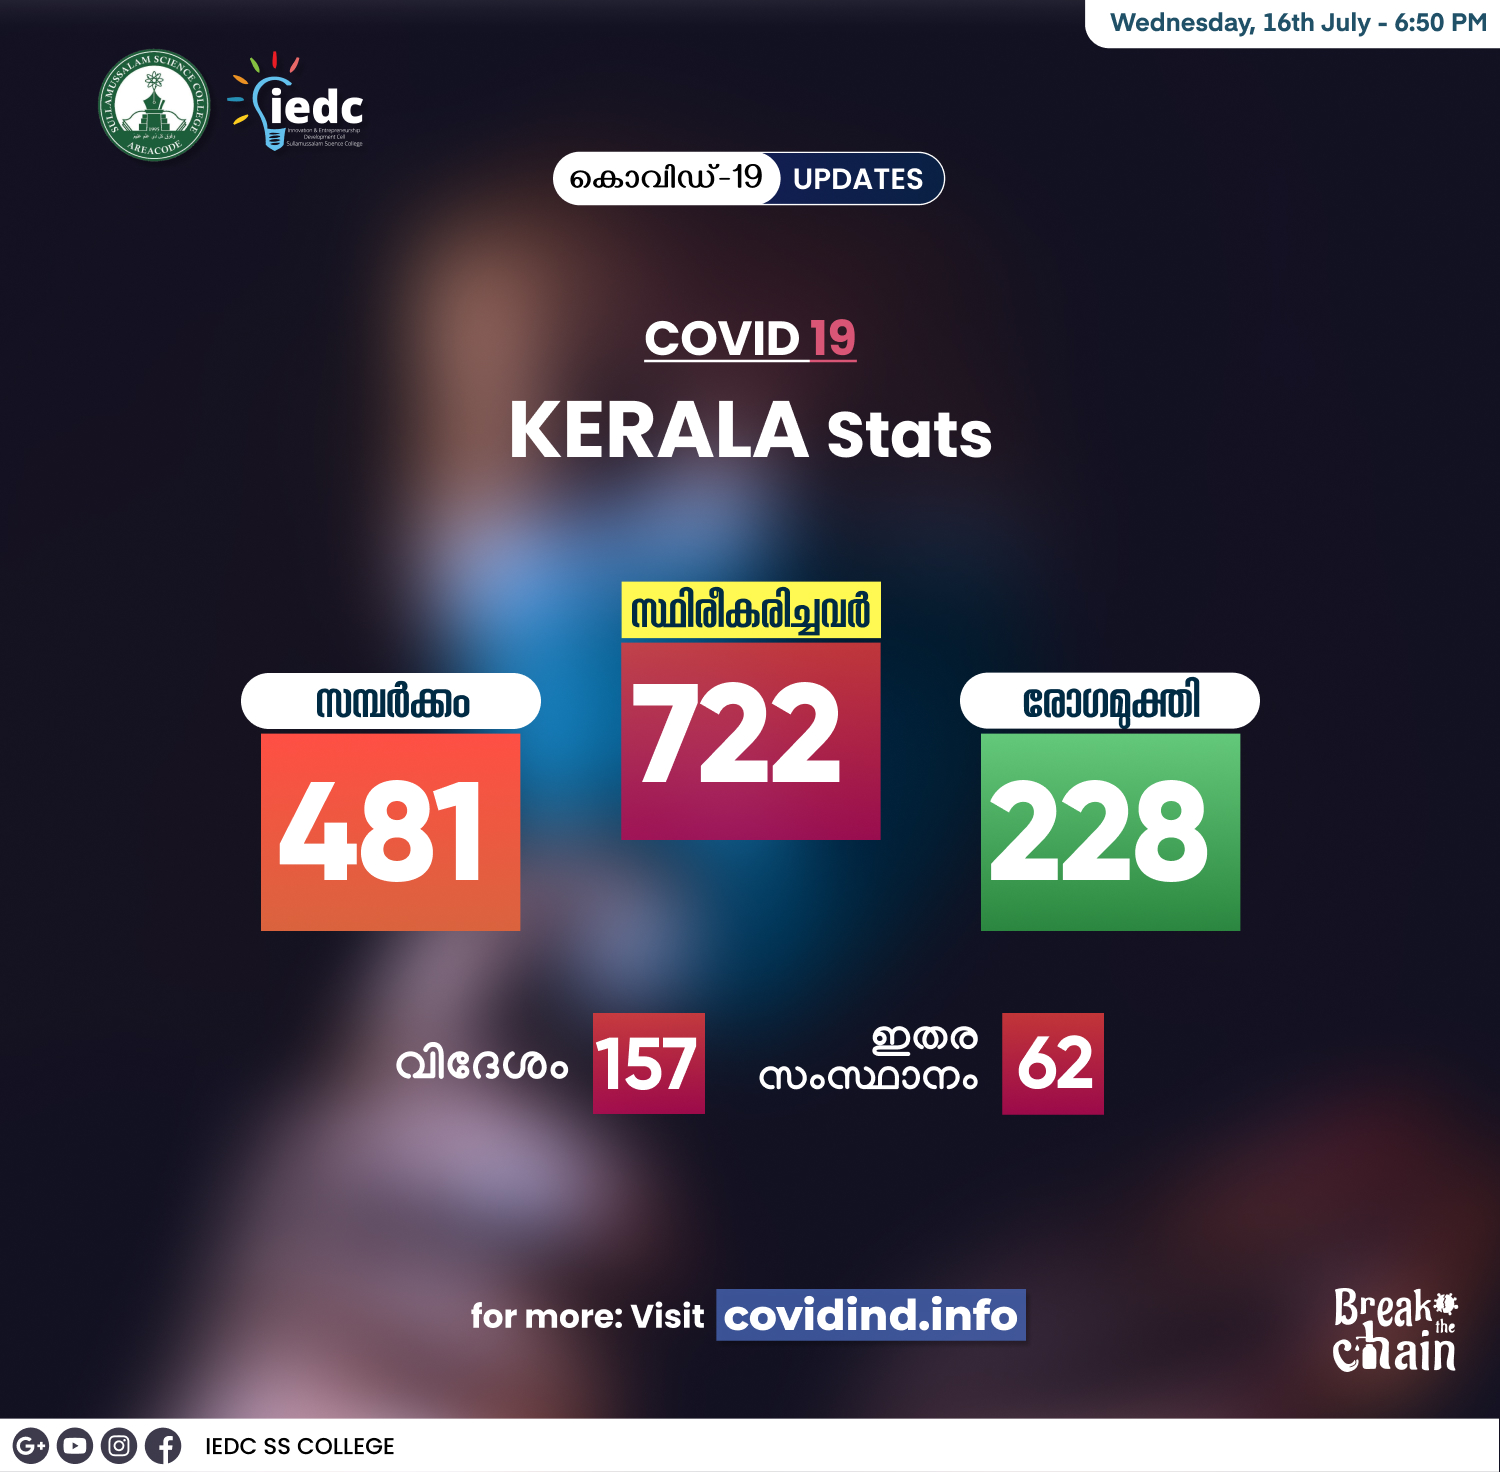 Wednesday, 16th July - 6:50 PM
SULLAMUSSALAM SCIENCE COLLEGE
1995
AREACODE
iedc
Innovation & Entrepreneurship
Development Cell
Sullamussalam Science College
കൊവിഡ്-19 UPDATES
COVID 19
KERALA Stats
സ്ഥിരീകരിച്ചവർ
722
സമ്പർക്കം
481
രോഗമുക്തി
228
വിദേശം 157
ഇതര
സംസ്ഥാനം 62
for more: Visit covidind.info
Break
the
chain
G+
IEDC SS COLLEGE